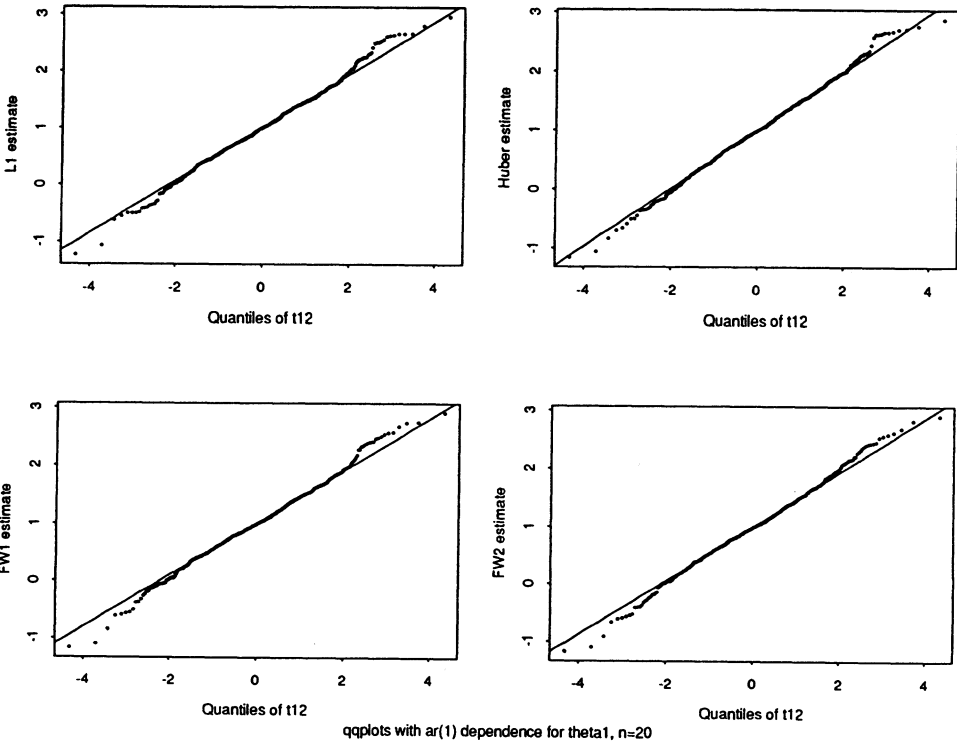 L1 estimate
3
2
1
0
-1
-4 -2 0 2 4
Quantiles of t12
Huber estimate
3
2
1
0
-1
-4 -2 0 2 4
Quantiles of t12
FW1 estimate
3
2
1
0
-1
-4 -2 0 2 4
Quantiles of t12
FW2 estimate
3
2
1
0
-1
-4 -2 0 2 4
Quantiles of t12
qqplots with ar(1) dependence for theta1, n=20